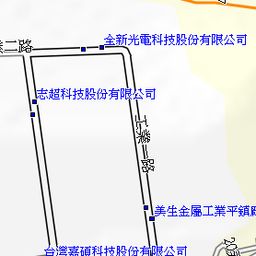 全新光電科技股份有限公司
業二路
志超科技股份有限公司
工業一路
美生金屬工業平鎮廠
台灣嘉碩科技股份有限公司